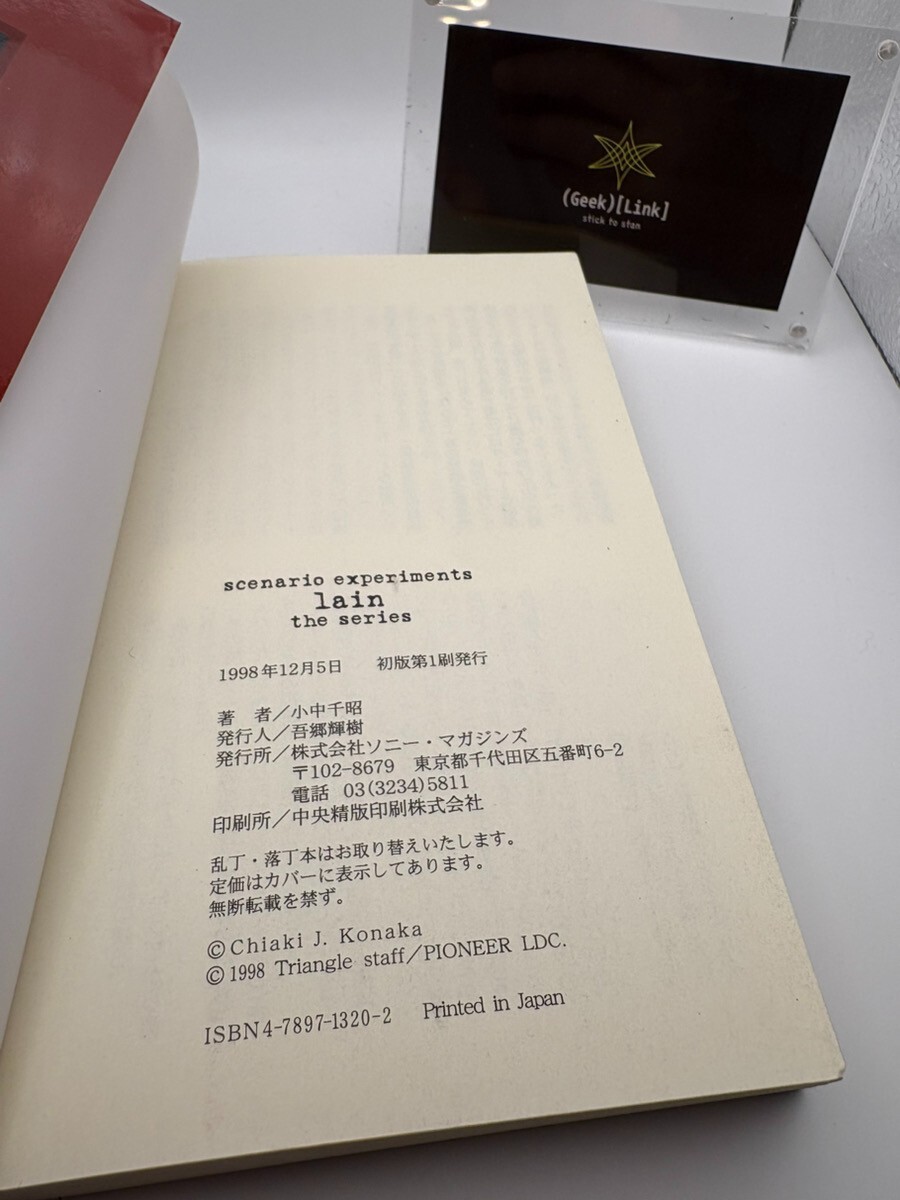 (Geek)[Link]
stick to stan
scenario experiments
lain
the series
1998年12月5日　初版第1刷発行
著　者／小中千昭
発行人／吾郷輝樹
発行所／株式会社ソニー・マガジンズ
〒102-8679　東京都千代田区五番町6-2
電話　03(3234)5811
印刷所／中央精版印刷株式会社
乱丁・落丁本はお取り替えいたします。
定価はカバーに表示してあります。
無断転載を禁ず。
©Chiaki J. Konaka
©1998 Triangle staff/PIONEER LDC.
ISBN4-7897-1320-2　Printed in Japan